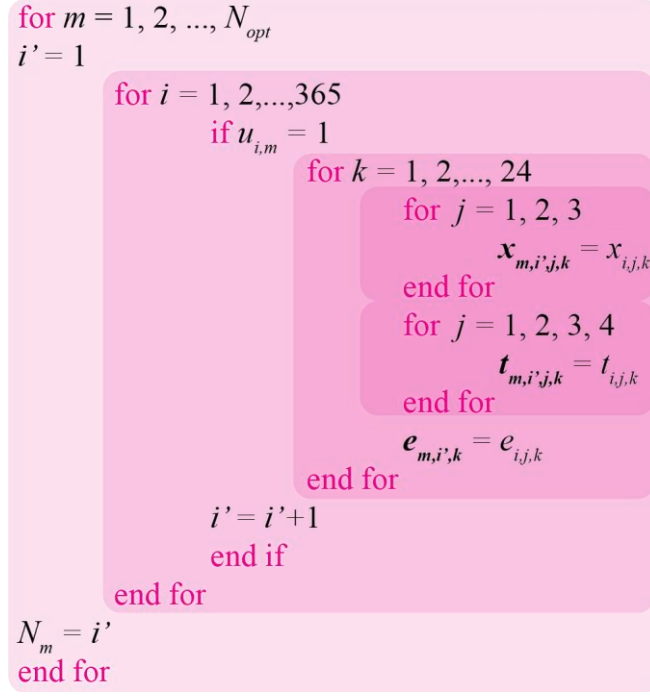 for m = 1, 2, ..., N_opt
i’ = 1
for i = 1, 2,...,365
if u_i,m = 1
for k = 1, 2,..., 24
for j = 1, 2, 3
x_m,i’,j,k = x_i,j,k
end for
for j = 1, 2, 3, 4
t_m,i’,j,k = t_i,j,k
end for
e_m,i’,k = e_i,j,k
end for
i’ = i’+1
end if
end for
N_m = i’
end for